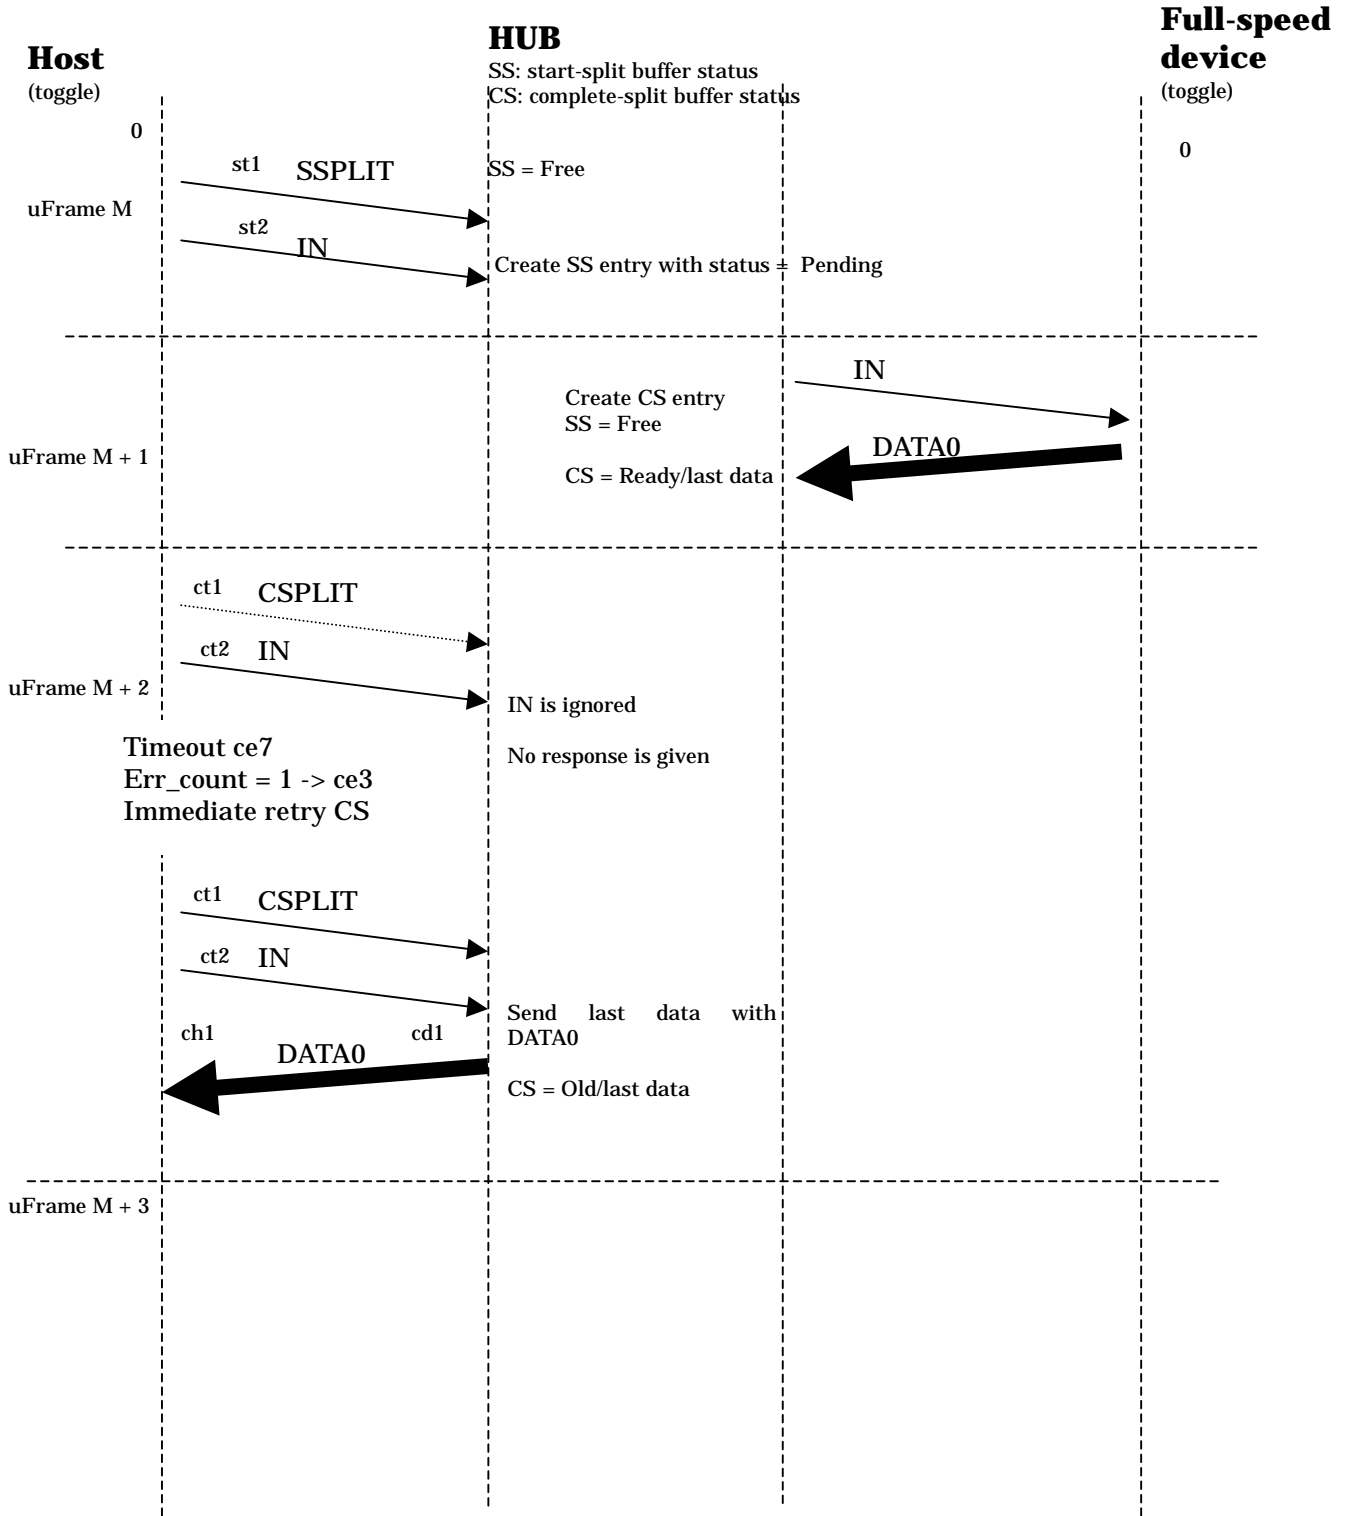 Host
(toggle)
HUB
SS: start-split buffer status
CS: complete-split buffer status
Full-speed
device
(toggle)
0
0
st1 SSPLIT
SS = Free
uFrame M
st2 IN
Create SS entry with status = Pending
IN
Create CS entry
SS = Free
uFrame M + 1
DATA0
CS = Ready/last data
ct1 CSPLIT
ct2 IN
uFrame M + 2
IN is ignored
No response is given
Timeout ce7
Err_count = 1 -> ce3
Immediate retry CS
ct1 CSPLIT
ct2 IN
Send last data with
DATA0
ch1 DATA0 cd1
CS = Old/last data
uFrame M + 3